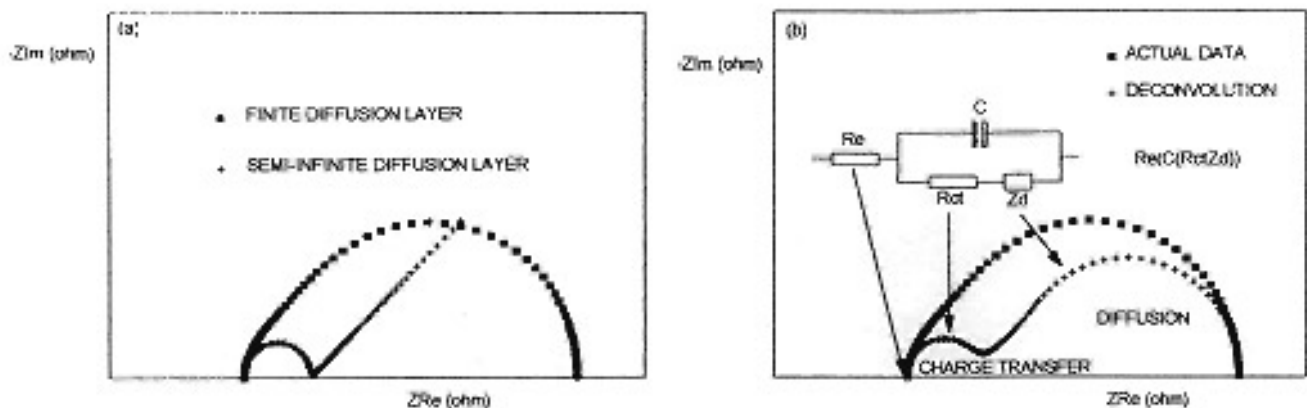 (a)
-ZIm (ohm)
FINITE DIFFUSION LAYER
SEMI-INFINITE DIFFUSION LAYER
ZRe (ohm)
(b)
-ZIm (ohm)
ACTUAL DATA
DECONVOLUTION
C
Re
Re(C(RctZd))
Rct
Zd
DIFFUSION
CHARGE TRANSFER
ZRe (ohm)